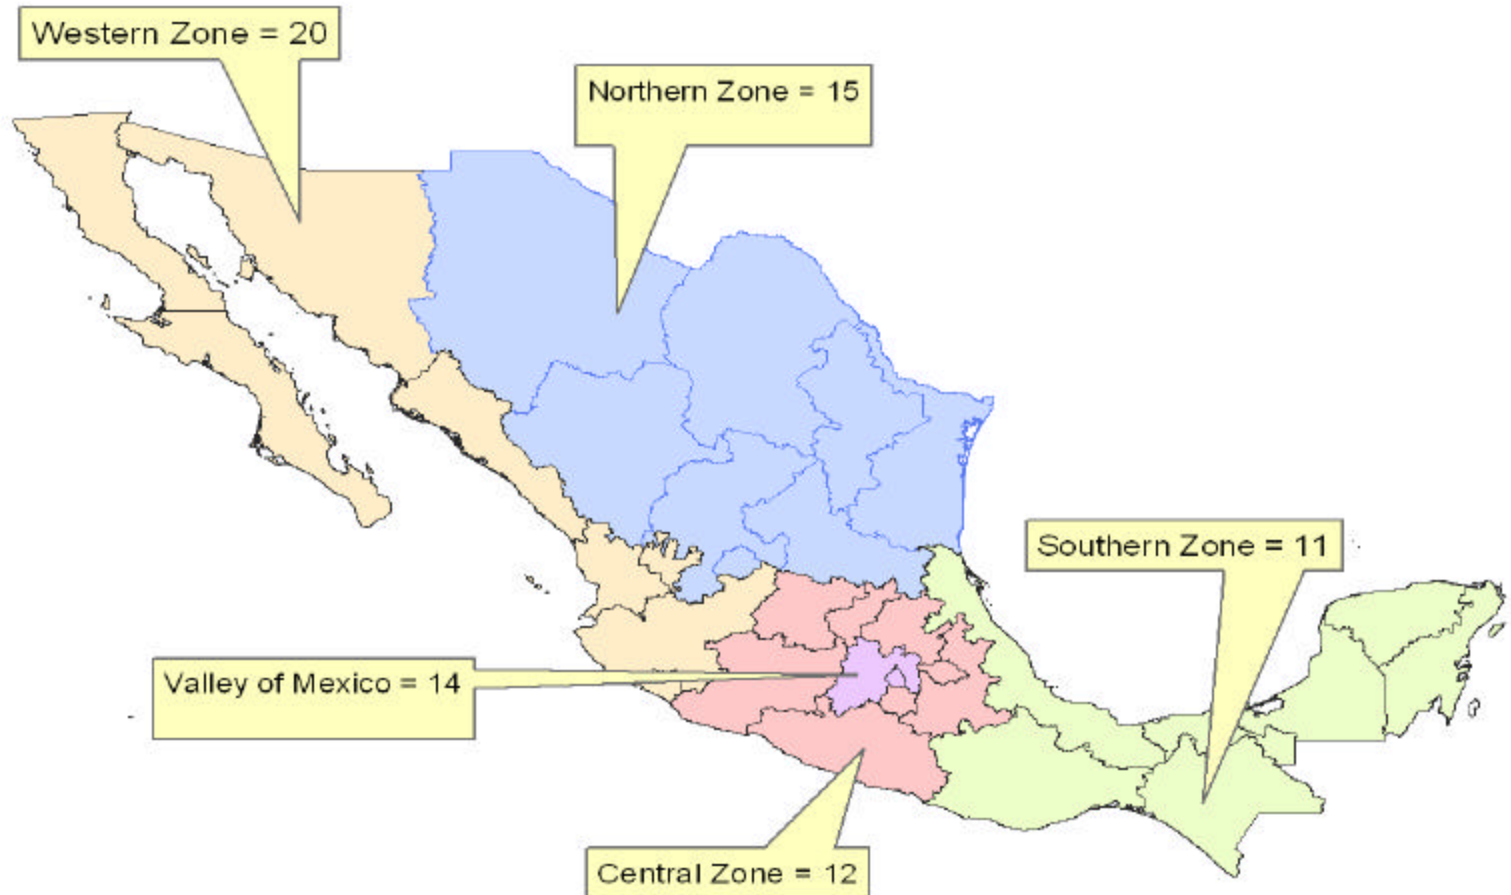 Western Zone = 20
Northern Zone = 15
Southern Zone = 11
Valley of Mexico = 14
Central Zone = 12